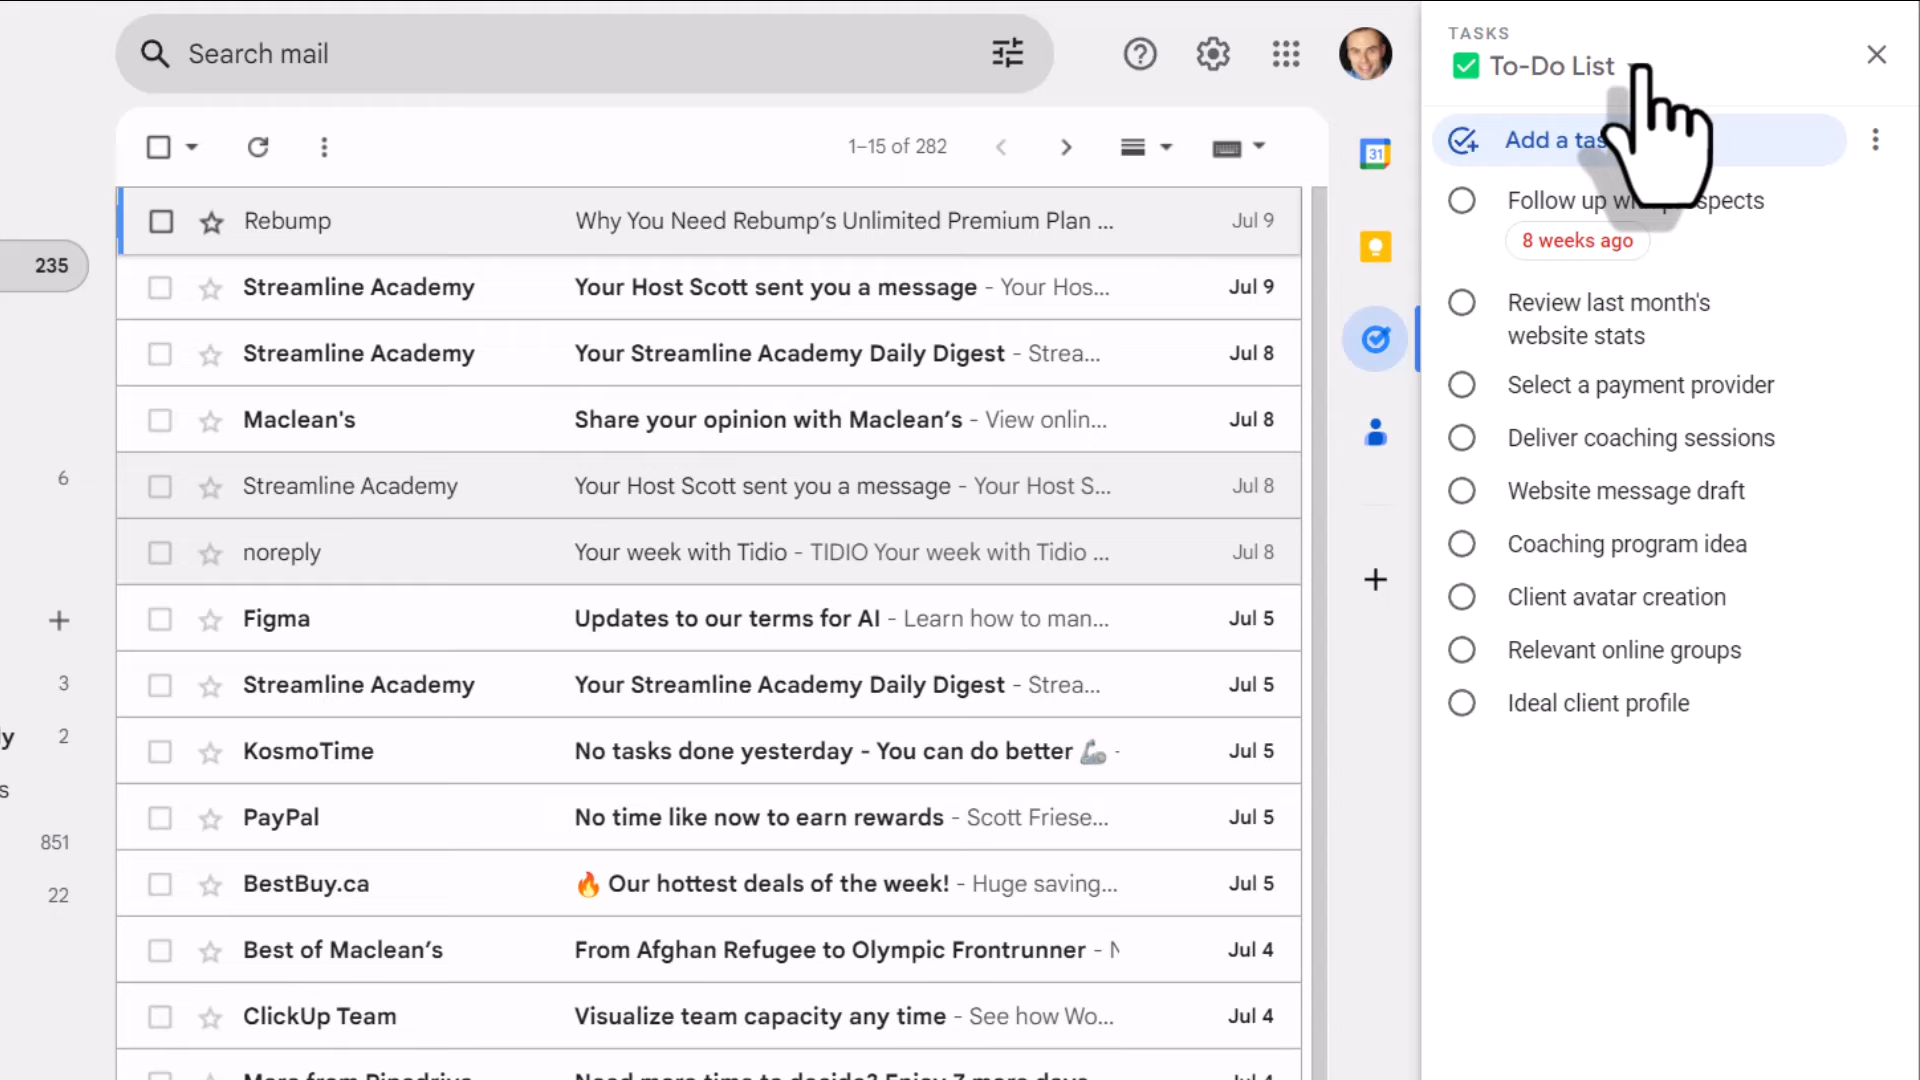 Search mail
TASKS
To-Do List
1–15 of 282
31
Add a
Rebump Why You Need Rebump's Unlimited Premium Plan ... Jul 9
Follow up
8 weeks ago
235
Streamline Academy Your Host Scott sent you a message - Your Hos... Jul 9
Review last month's
website stats
Streamline Academy Your Streamline Academy Daily Digest - Strea... Jul 8
Select a payment provider
Maclean's Share your opinion with Maclean's - View onlin... Jul 8
Deliver coaching sessions
6
Streamline Academy Your Host Scott sent you a message - Your Host S... Jul 8
Website message draft
noreply Your week with Tidio - TIDIO Your week with Tidio ... Jul 8
Coaching program idea
Figma Updates to our terms for AI - Learn how to man... Jul 5
Client avatar creation
3
Streamline Academy Your Streamline Academy Daily Digest - Strea... Jul 5
Relevant online groups
Ideal client profile
2
KosmoTime No tasks done yesterday - You can do better 🦾 - Jul 5
PayPal No time like now to earn rewards - Scott Friese... Jul 5
851
BestBuy.ca 🔥 Our hottest deals of the week! - Huge saving... Jul 5
22
Best of Maclean's From Afghan Refugee to Olympic Frontrunner - Jul 4
ClickUp Team Visualize team capacity any time - See how Wo... Jul 4